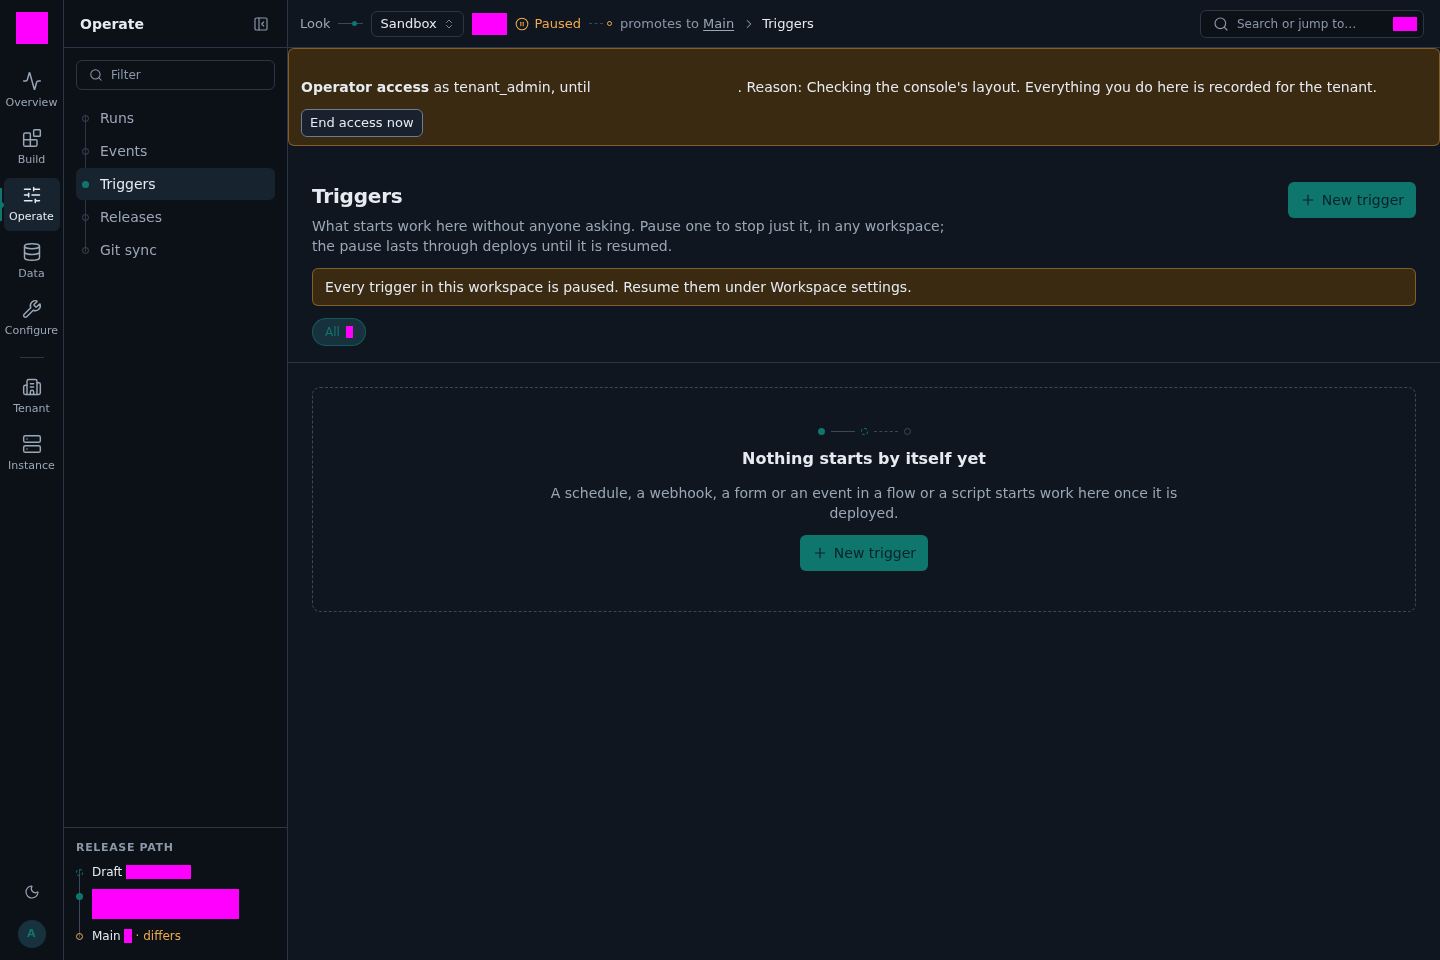 Operate
Look
Sandbox
Paused
promotes to Main
Triggers
Search or jump to...
Overview
Build
Operate
Data
Configure
Tenant
Instance
A
Filter
Runs
Events
Triggers
Releases
Git sync
RELEASE PATH
Draft
Main · differs
Operator access as tenant_admin, until . Reason: Checking the console's layout. Everything you do here is recorded for the tenant.
End access now
Triggers
New trigger
What starts work here without anyone asking. Pause one to stop just it, in any workspace;
the pause lasts through deploys until it is resumed.
Every trigger in this workspace is paused. Resume them under Workspace settings.
All
Nothing starts by itself yet
A schedule, a webhook, a form or an event in a flow or a script starts work here once it is
deployed.
New trigger